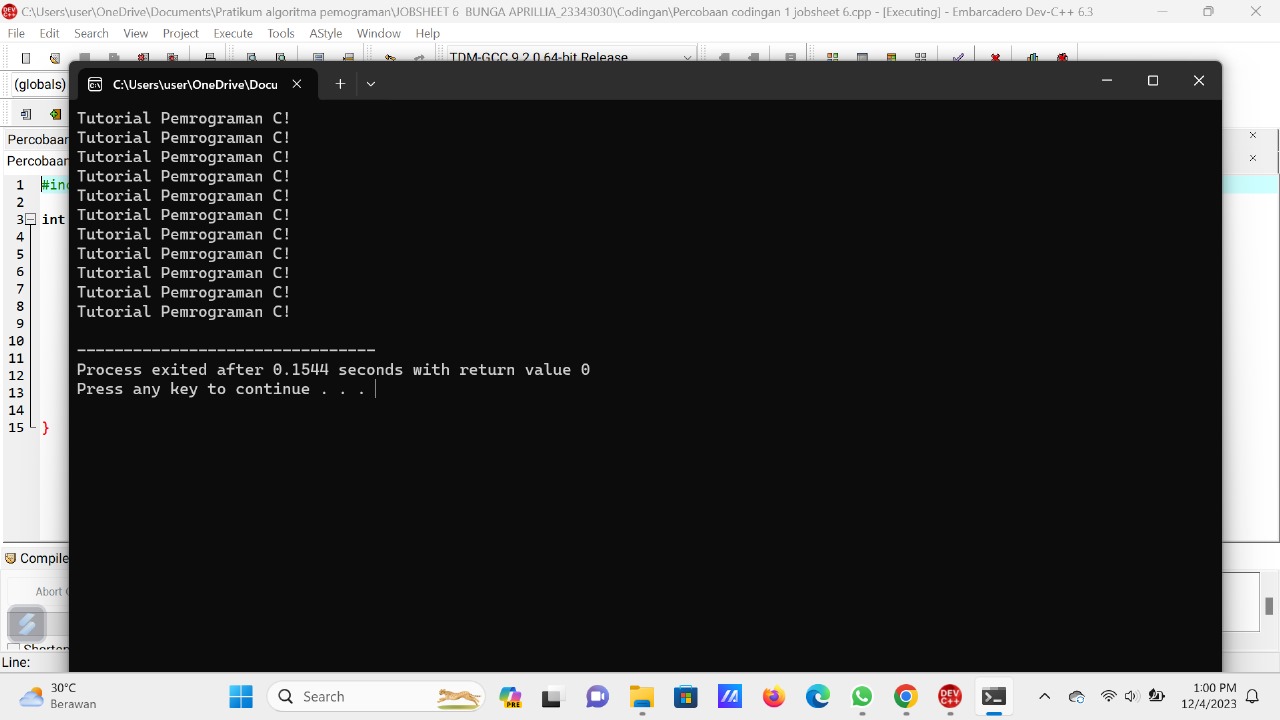 C:\Users\user\OneDrive\Documents\Pratikum algoritma pemograman\JOBSHEET 6 BUNGA APRILLIA_23343030\Codingan\Percobaan codingan 1 jobsheet 6.cpp - [Executing] - Embarcadero Dev-C++ 6.3
File Edit Search View Project Execute Tools AStyle Window Help
TDM-GCC 9.2.0 64-bit Release
(globals)
C:\Users\user\OneDrive\Docu
Percobaan
Percobaan
Tutorial Pemrograman C!
Tutorial Pemrograman C!
Tutorial Pemrograman C!
Tutorial Pemrograman C!
Tutorial Pemrograman C!
Tutorial Pemrograman C!
Tutorial Pemrograman C!
Tutorial Pemrograman C!
Tutorial Pemrograman C!
Tutorial Pemrograman C!
Tutorial Pemrograman C!
--------------------------------
Process exited after 0.1544 seconds with return value 0
Press any key to continue . . .
1 #inc
2
3 int
4
5
6
7
8
9
10
11
12
13
14
15 }
Compile
Abort
Shorten
Line:
30°C
Berawan
Search
PRE
DEV C++
1:00 PM
12/4/2023